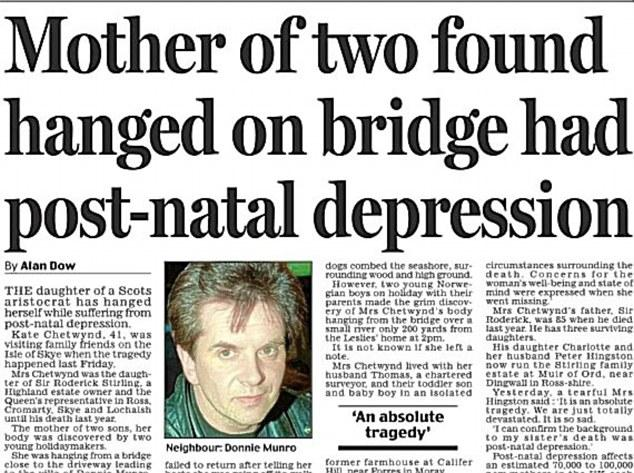 Mother of two found
hanged on bridge had
post-natal depression
By Alan Dow
THE daughter of a Scots
aristocrat has hanged
herself while suffering from
post-natal depression.
Kate Chetwynd, 41, was
visiting family friends on the
Isle of Skye when the tragedy
happened last Friday.
Mrs Chetwynd was the daugh-
ter of Sir Roderick Stirling, a
Highland estate owner and the
Queen's representative in Ross,
Cromarty, Skye and Lochalsh
until his death last year.
The mother of two sons, her
body was discovered by two
young holidaymakers.
She was hanging from a bridge
close to the driveway leading
Neighbour: Donnie Munro
failed to return after telling her
dogs combed the seashore, sur-
rounding wood and high ground.
However, two young Norwe-
gian boys on holiday with their
parents made the grim discov-
ery of Mrs Chetwynd's body
hanging from the bridge over a
small river only 200 yards from
the Leslies' home at 2pm.
It is not known if she left a
note.
Mrs Chetwynd lived with her
husband Thomas, a chartered
surveyor, and their toddler son
and baby boy in an isolated
'An absolute
tragedy'
former farmhouse at Califer
Hill, near Forres in Moray.
circumstances surrounding the
death. Concerns for the
woman's well-being and state of
mind were expressed when she
went missing.'
Mrs Chetwynd's father, Sir
Roderick, was 85 when he died
last year. He has three surviving
daughters.
His daughter Charlotte and
her husband Peter Hingston
now run the Stirling family
estate at Muir of Ord, near
Dingwall in Ross-shire.
Yesterday, a tearful Mrs
Hingston said: 'It is an absolute
tragedy. We are just totally
devastated. It is so sad.
'I can confirm the background
to my sister's death was
post-natal depression.'
Post-natal depression affects
an estimated 70,000 to 100,000